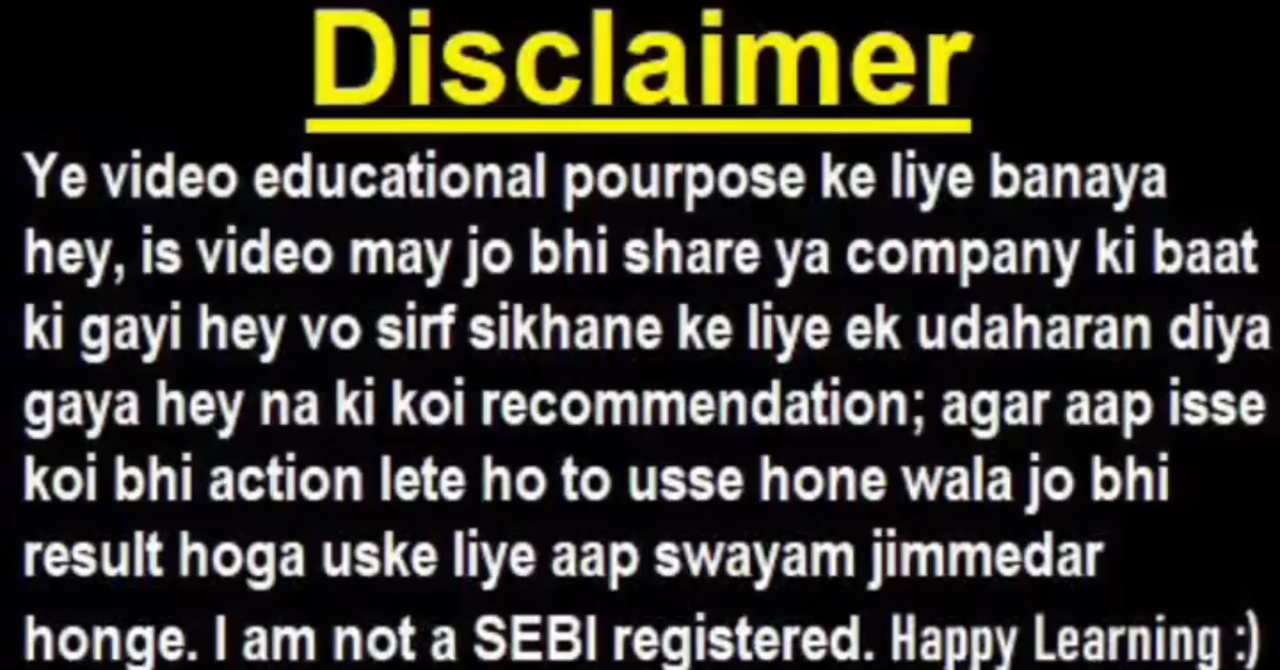 Disclaimer
Ye video educational pourpose ke liye banaya
hey, is video may jo bhi share ya company ki baat
ki gayi hey vo sirf sikhane ke liye ek udaharan diya
gaya hey na ki koi recommendation; agar aap isse
koi bhi action lete ho to usse hone wala jo bhi
result hoga uske liye aap swayam jimmedar
honge. I am not a SEBI registered. Happy Learning :)